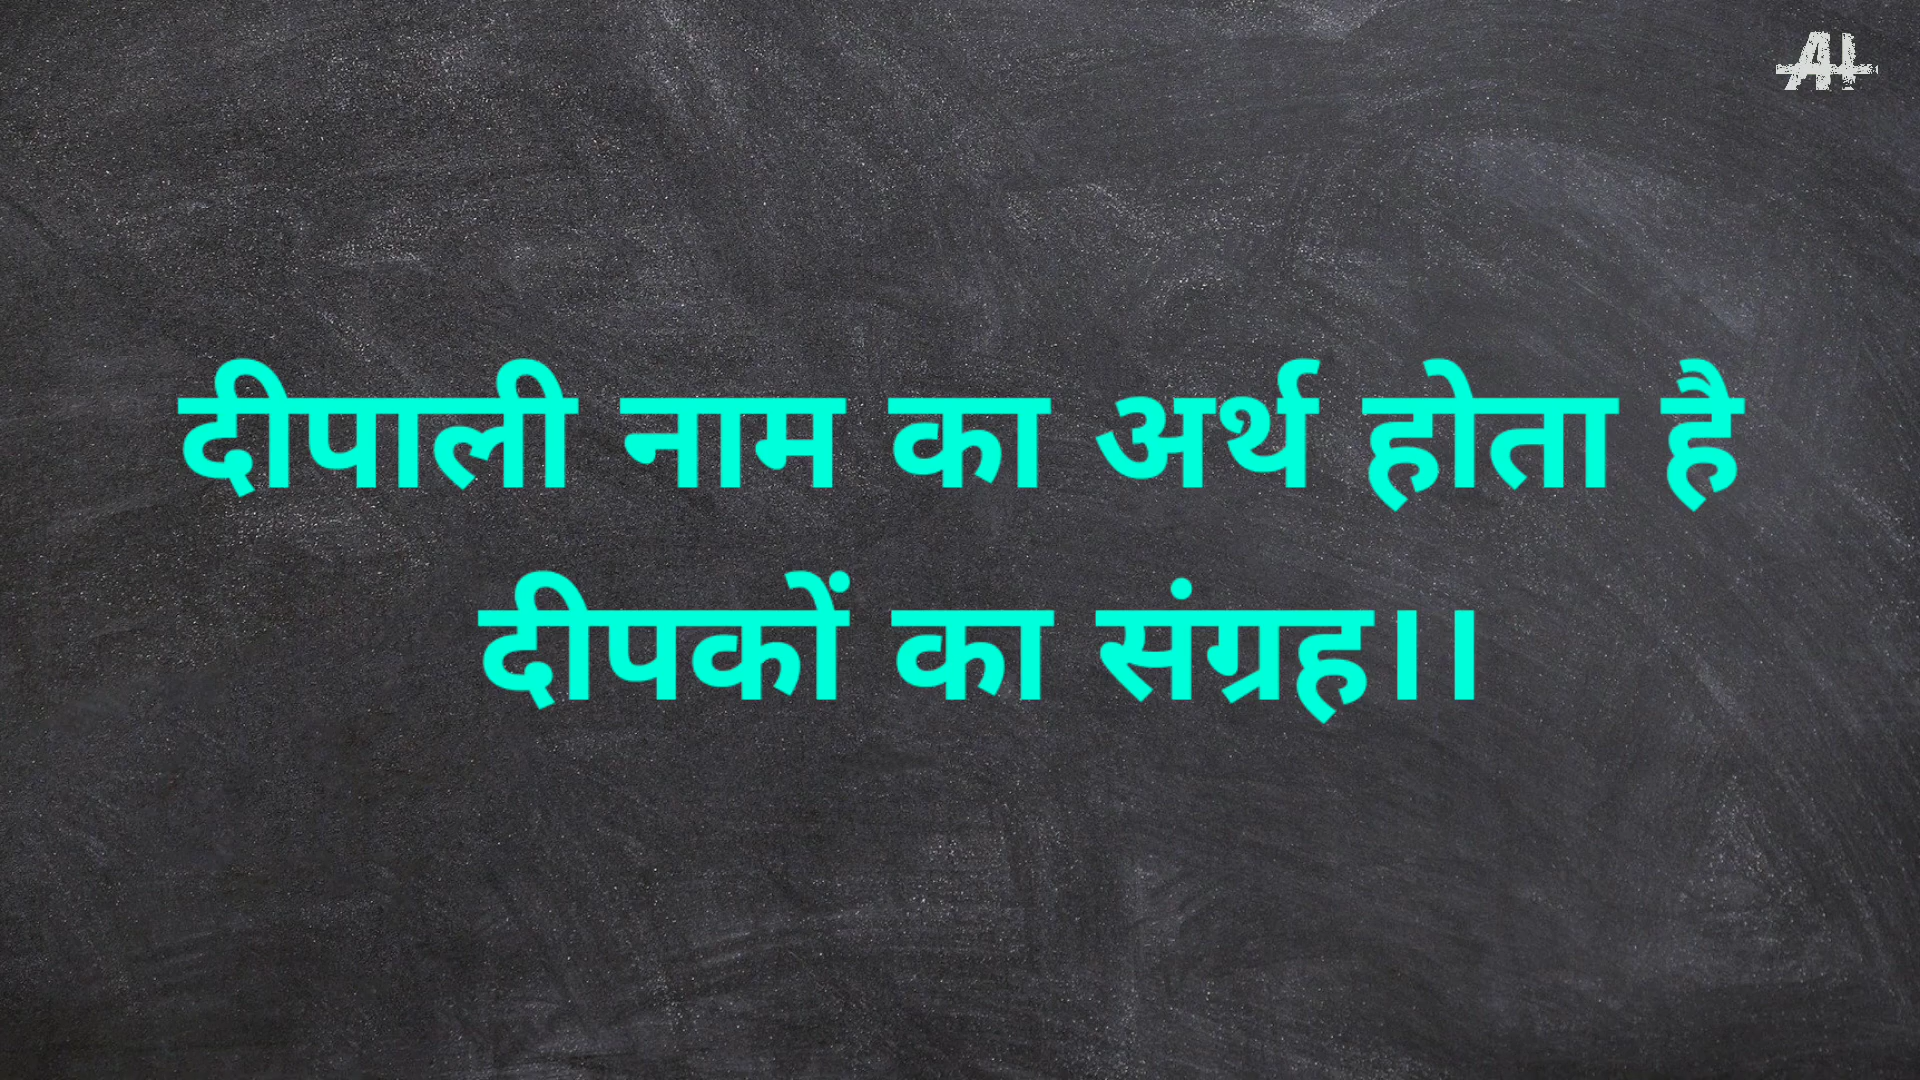 दीपाली नाम का अर्थ होता है
दीपकों का संग्रह।।